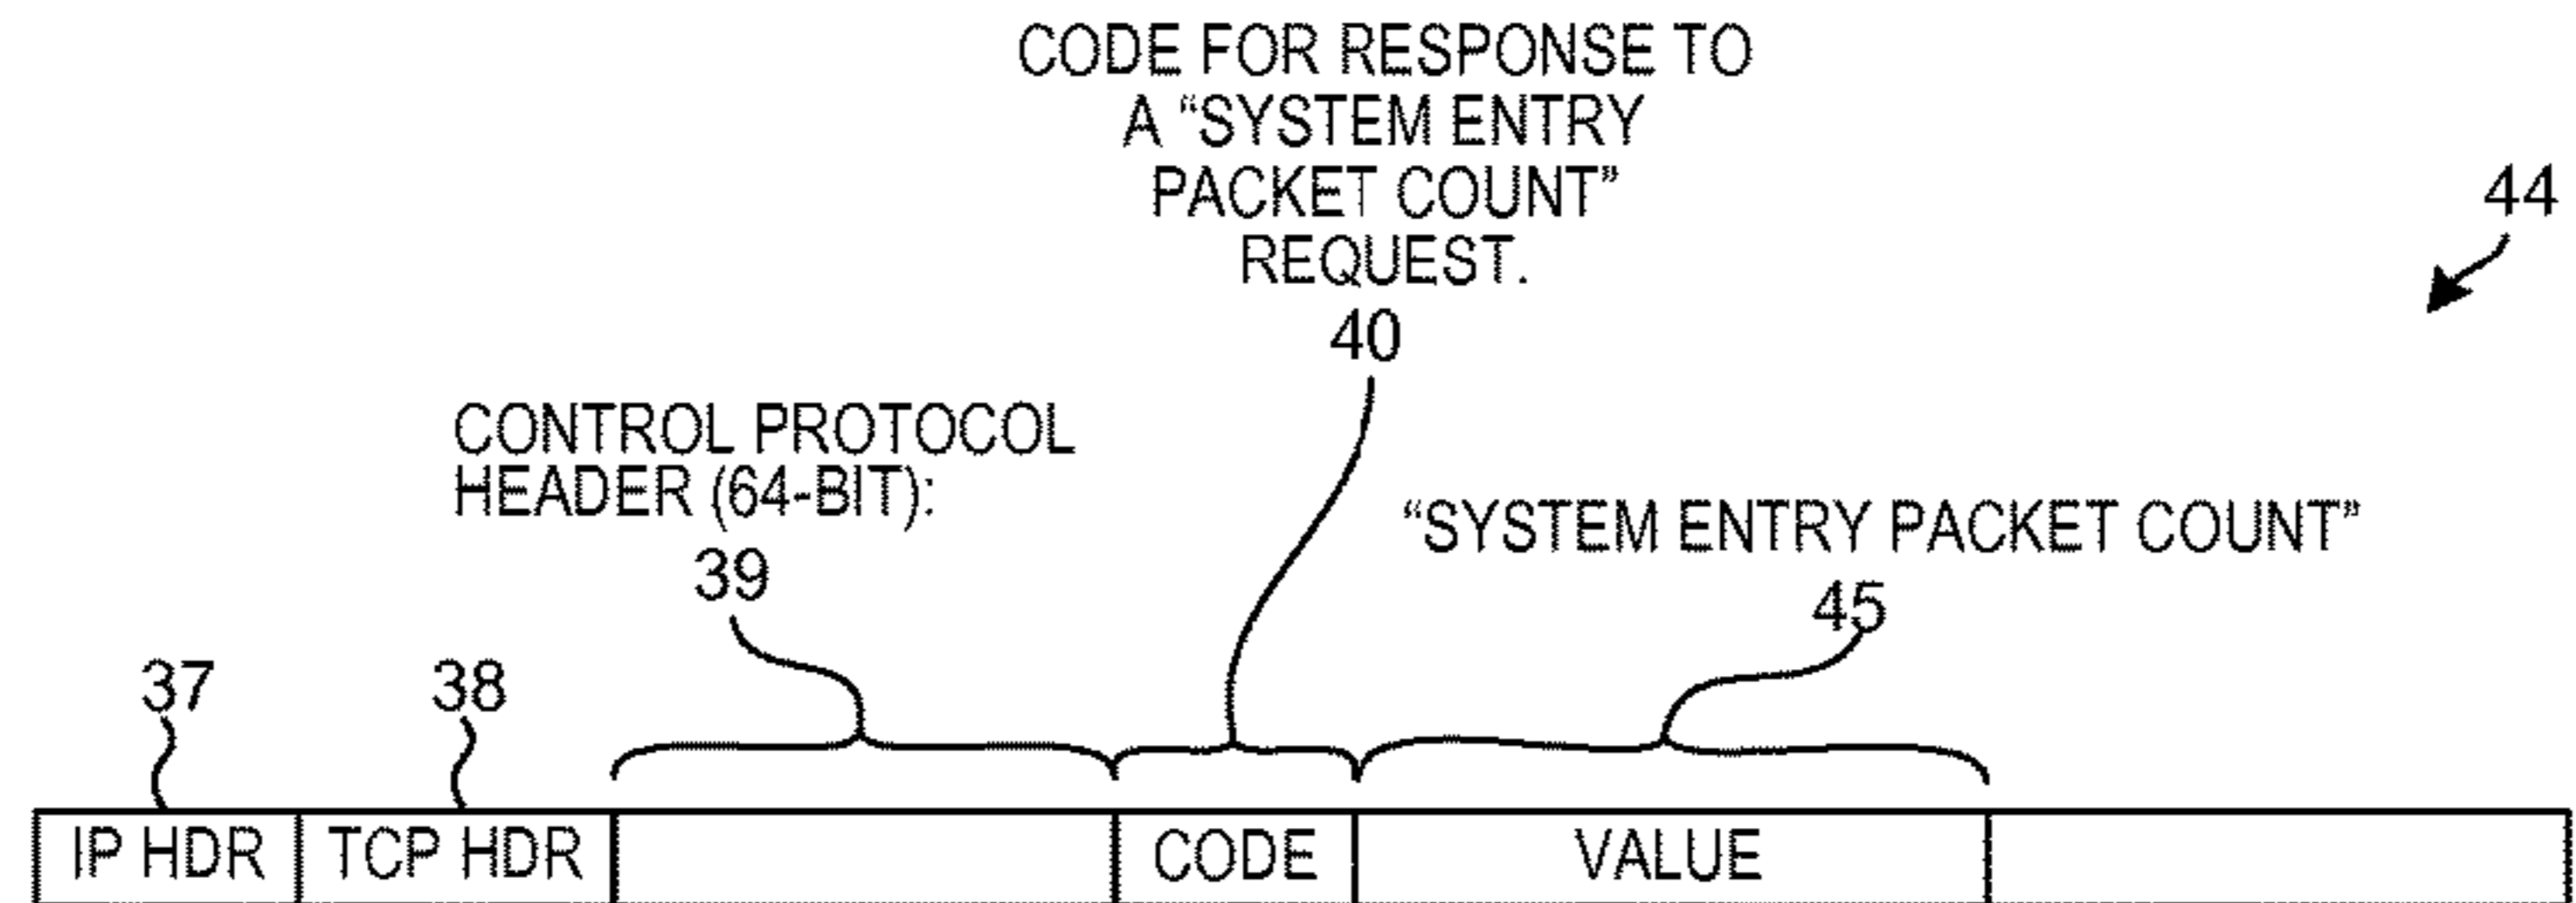 CODE FOR RESPONSE TO
A “SYSTEM ENTRY
PACKET COUNT”
REQUEST.
40
44
CONTROL PROTOCOL
HEADER (64-BIT):
39
“SYSTEM ENTRY PACKET COUNT”
45
37
38
IP HDR
TCP HDR
CODE
VALUE